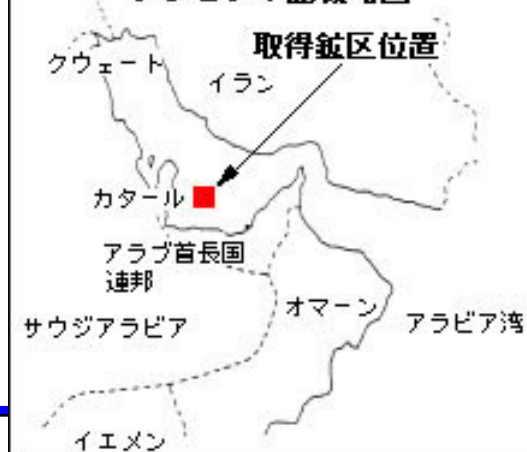 取得鉱区位置
クウェート
イラン
カタール
アラブ首長国
連邦
オマーン
アラビア湾
サウジアラビア
イエメン